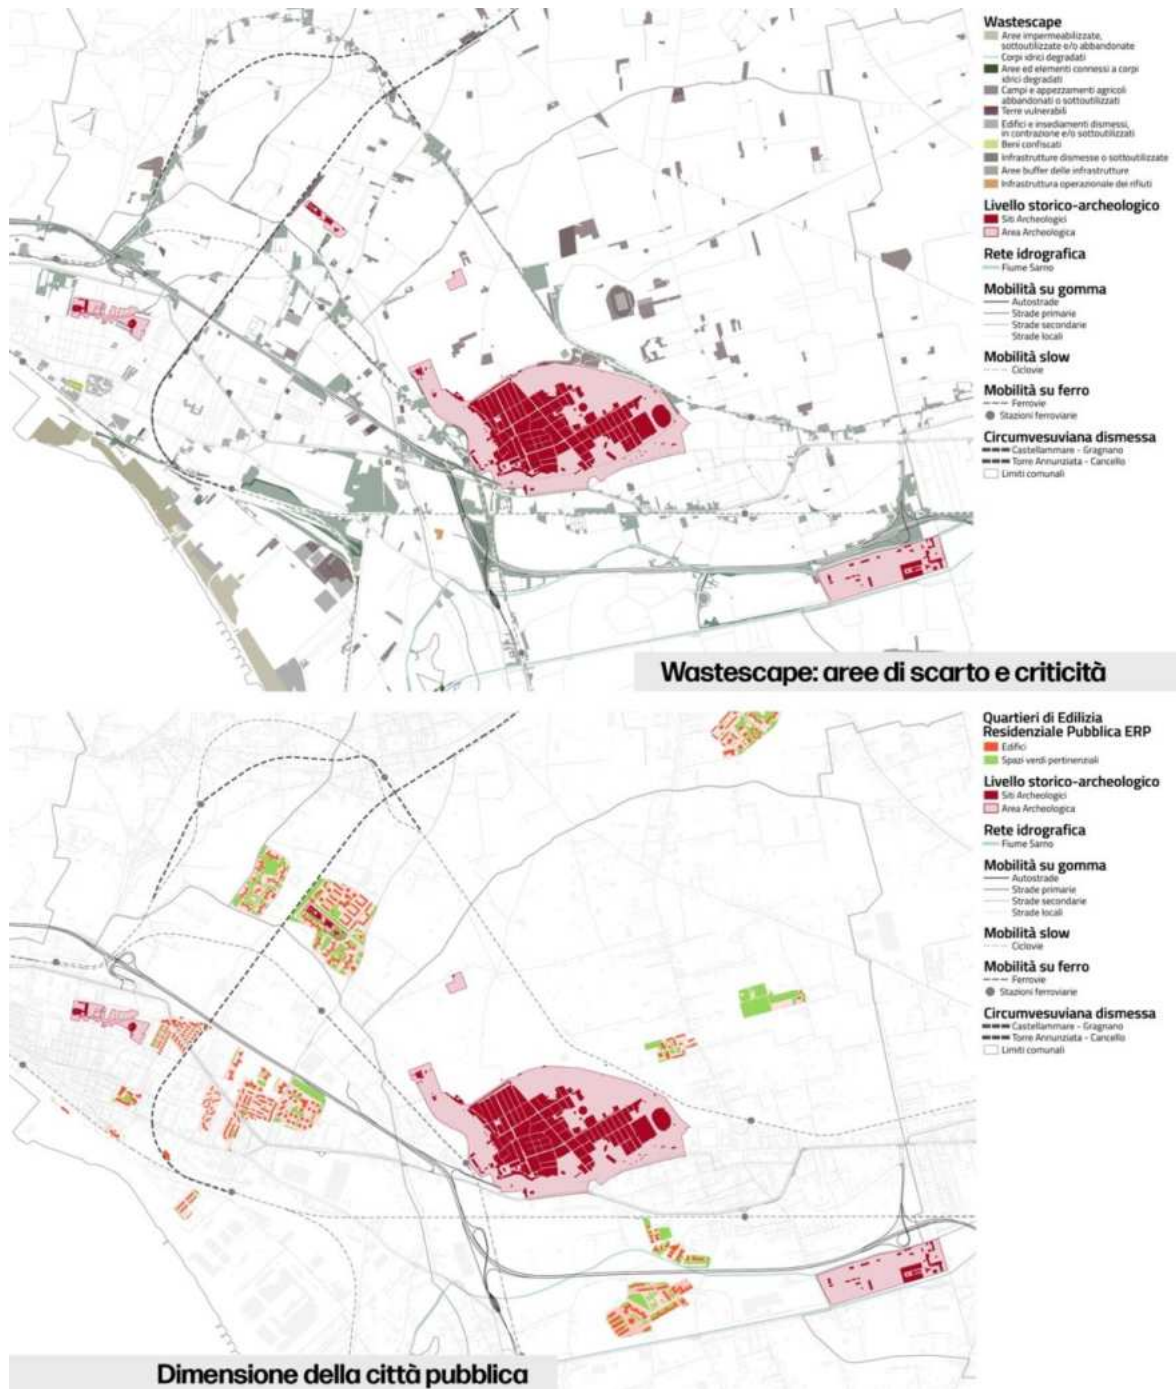 Wastescape
Aree impermeabilizzate,
sottoutilizzate e/o abbandonate
Corpi idrici degradati
Aree ed elementi connessi a corpi
idrici degradati
Campi e appezzamenti agricoli
abbandonati o sottoutilizzati
Terre vulnerabili
Edifici e insediamenti dismessi,
in contrazione e/o sottoutilizzati
Beni confiscati
Infrastrutture dismesse o sottoutilizzate
Aree buffer delle infrastrutture
Infrastruttura operazionale dei rifiuti
Livello storico-archeologico
Siti Archeologici
Area Archeologica
Rete idrografica
Fiume Sarno
Mobilità su gomma
Autostrade
Strade primarie
Strade secondarie
Strade locali
Mobilità slow
Ciclovie
Mobilità su ferro
Ferrovie
Stazioni ferroviarie
Circumvesuviana dismessa
Castellammare - Gragnano
Torre Annunziata - Cancello
Limiti comunali
Wastescape: aree di scarto e criticità
Quartieri di Edilizia
Residenziale Pubblica ERP
Edifici
Spazi verdi pertinenziali
Livello storico-archeologico
Siti Archeologici
Area Archeologica
Rete idrografica
Fiume Sarno
Mobilità su gomma
Autostrade
Strade primarie
Strade secondarie
Strade locali
Mobilità slow
Ciclovie
Mobilità su ferro
Ferrovie
Stazioni ferroviarie
Circumvesuviana dismessa
Castellammare - Gragnano
Torre Annunziata - Cancello
Limiti comunali
Dimensione della città pubblica